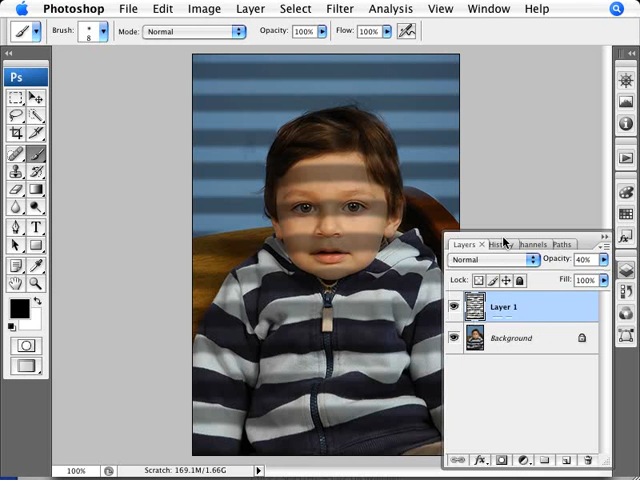 Photoshop File Edit Image Layer Select Filter Analysis View Window Help
Brush: 8 Mode: Normal Opacity: 100% Flow: 100%
Ps
Layers × History Channels Paths
Normal Opacity: 40%
Lock: Fill: 100%
Layer 1
Background
T
100% Scratch: 169.1M/1.66G